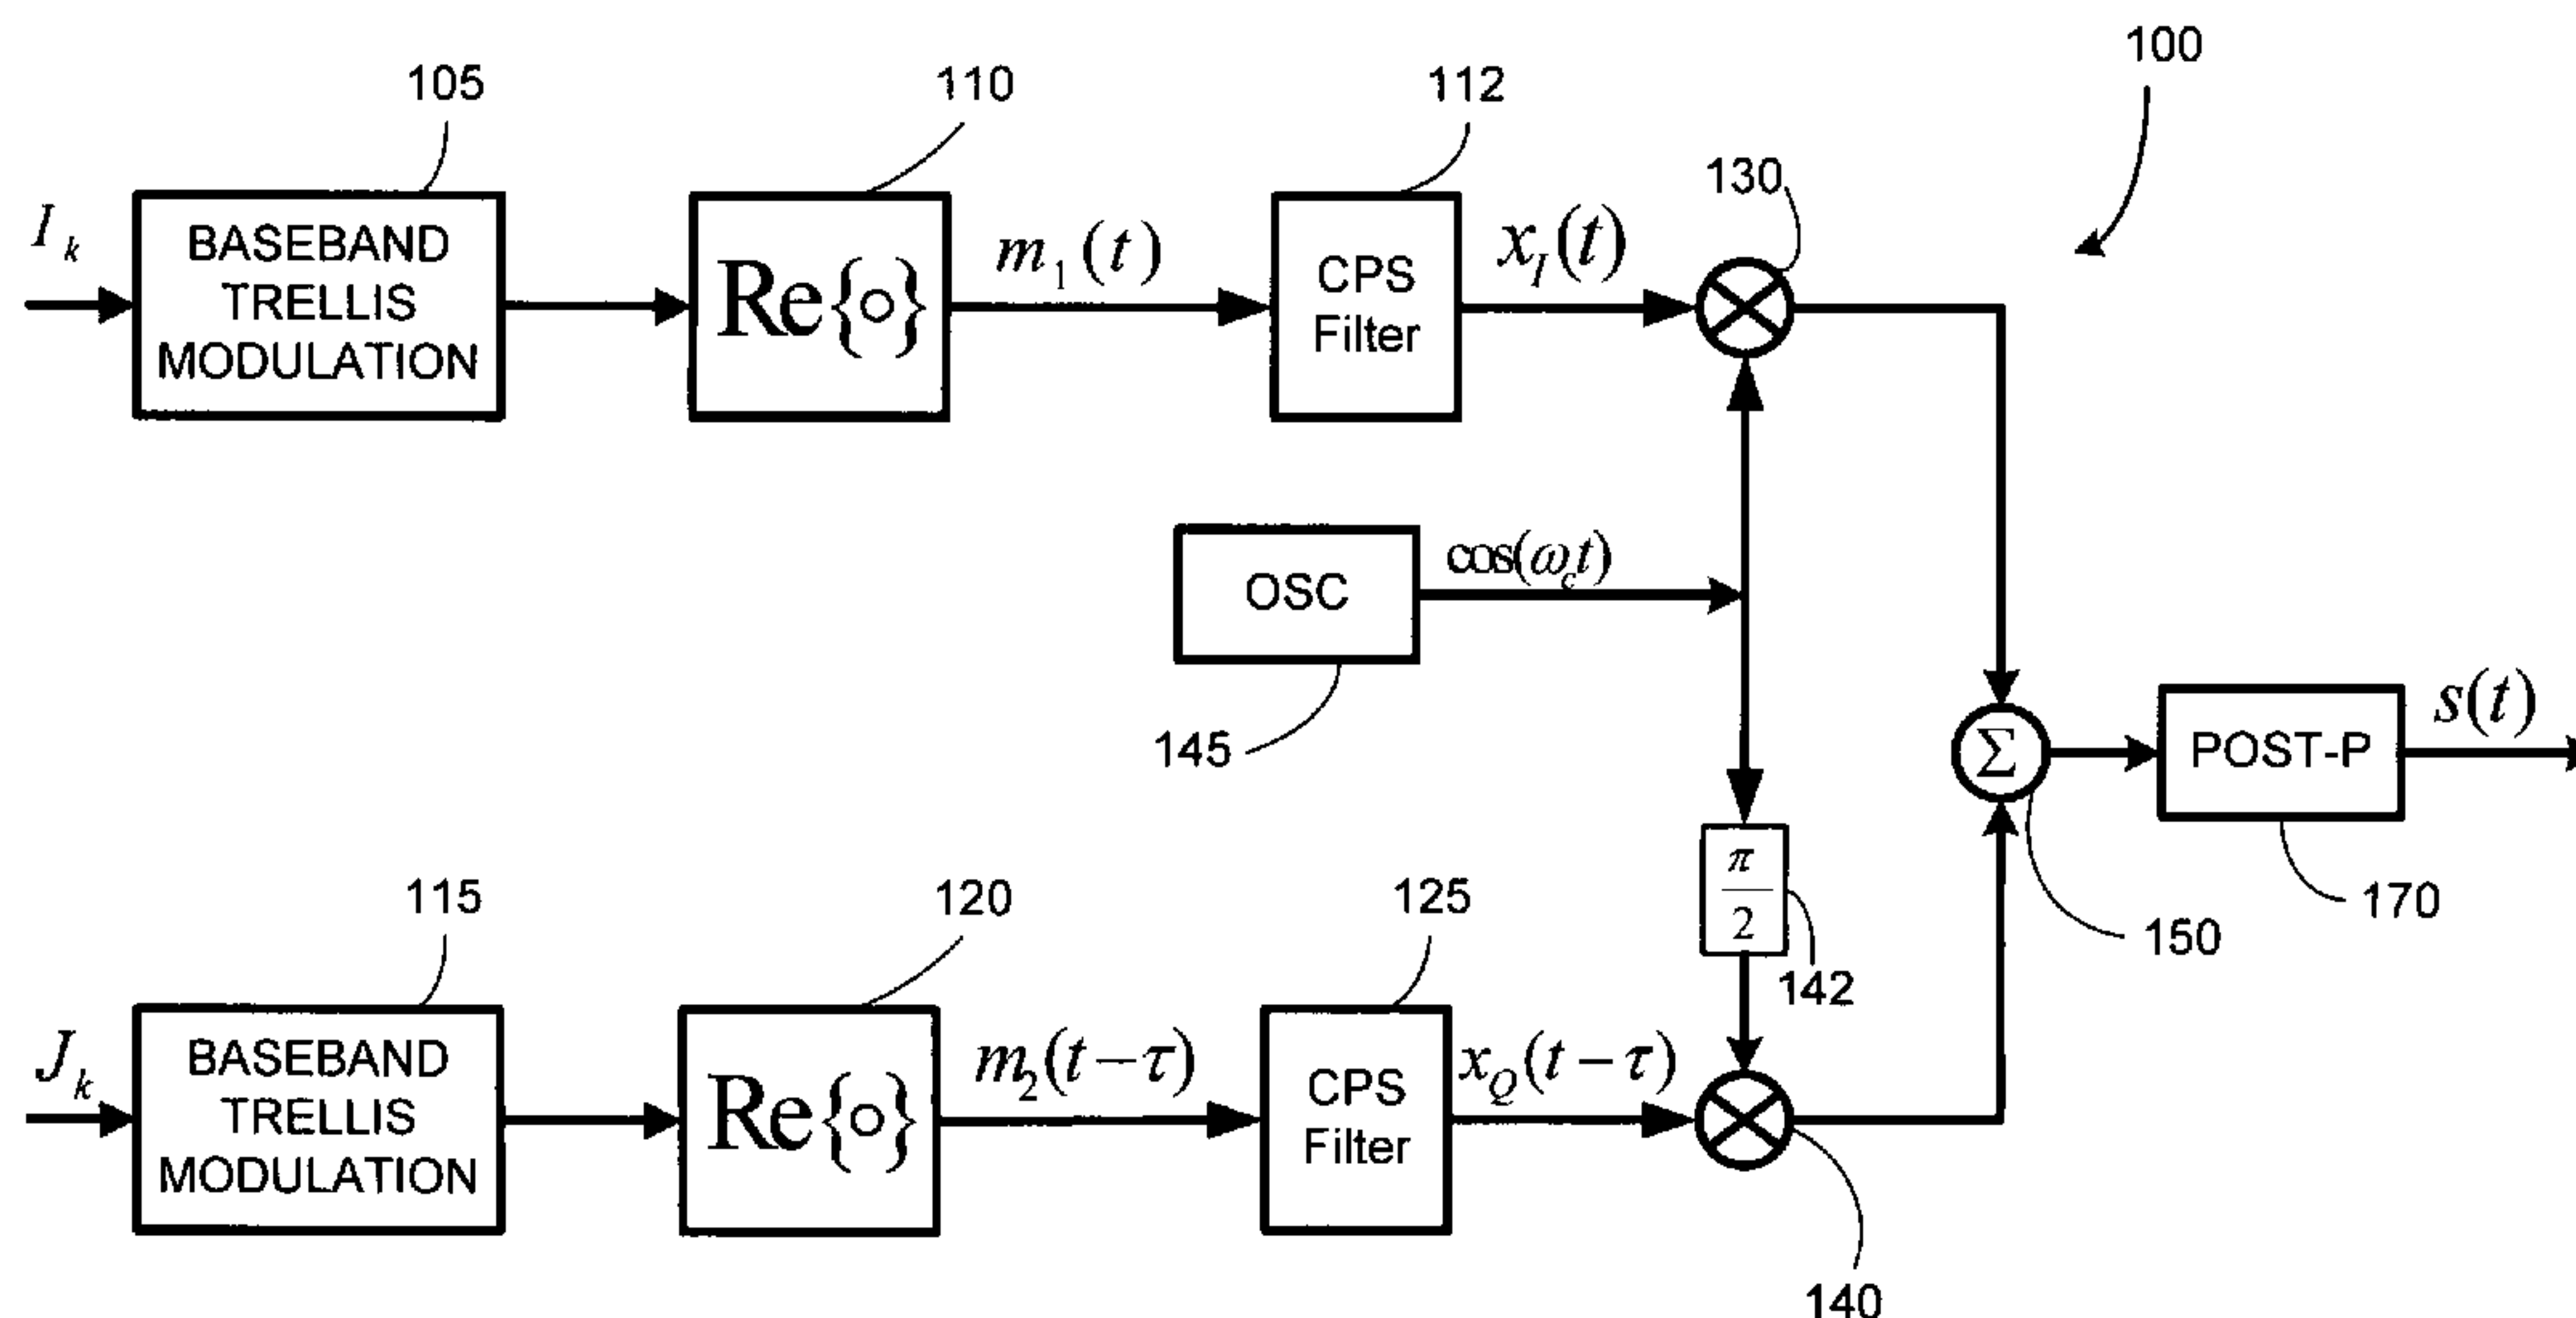 100
105
110
112
130
I_k
BASEBAND
TRELLIS
MODULATION
Re{∘}
m_1(t)
CPS
Filter
x_I(t)
OSC
cos(ω_c t)
145
Σ
POST-P
s(t)
150
170
π
2
142
115
120
125
J_k
BASEBAND
TRELLIS
MODULATION
Re{∘}
m_2(t−τ)
CPS
Filter
x_Q(t−τ)
140